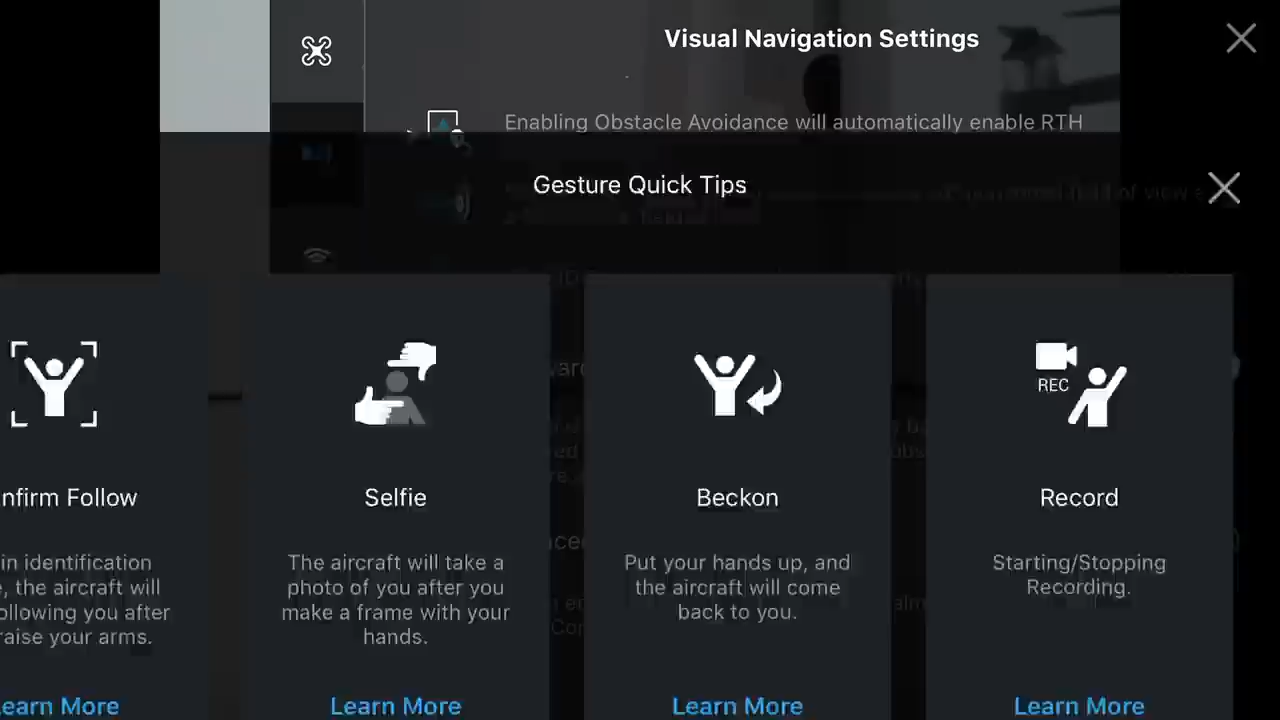 Visual Navigation Settings
Enabling Obstacle Avoidance will automatically enable RTH
Gesture Quick Tips
of view
REC
nfirm Follow
Selfie
Beckon
Record
in identification
, the aircraft will
ollowing you after
raise your arms.
The aircraft will take a
photo of you after you
make a frame with your
hands.
Put your hands up, and
the aircraft will come
back to you.
Starting/Stopping
Recording.
earn More
Learn More
Learn More
Learn More